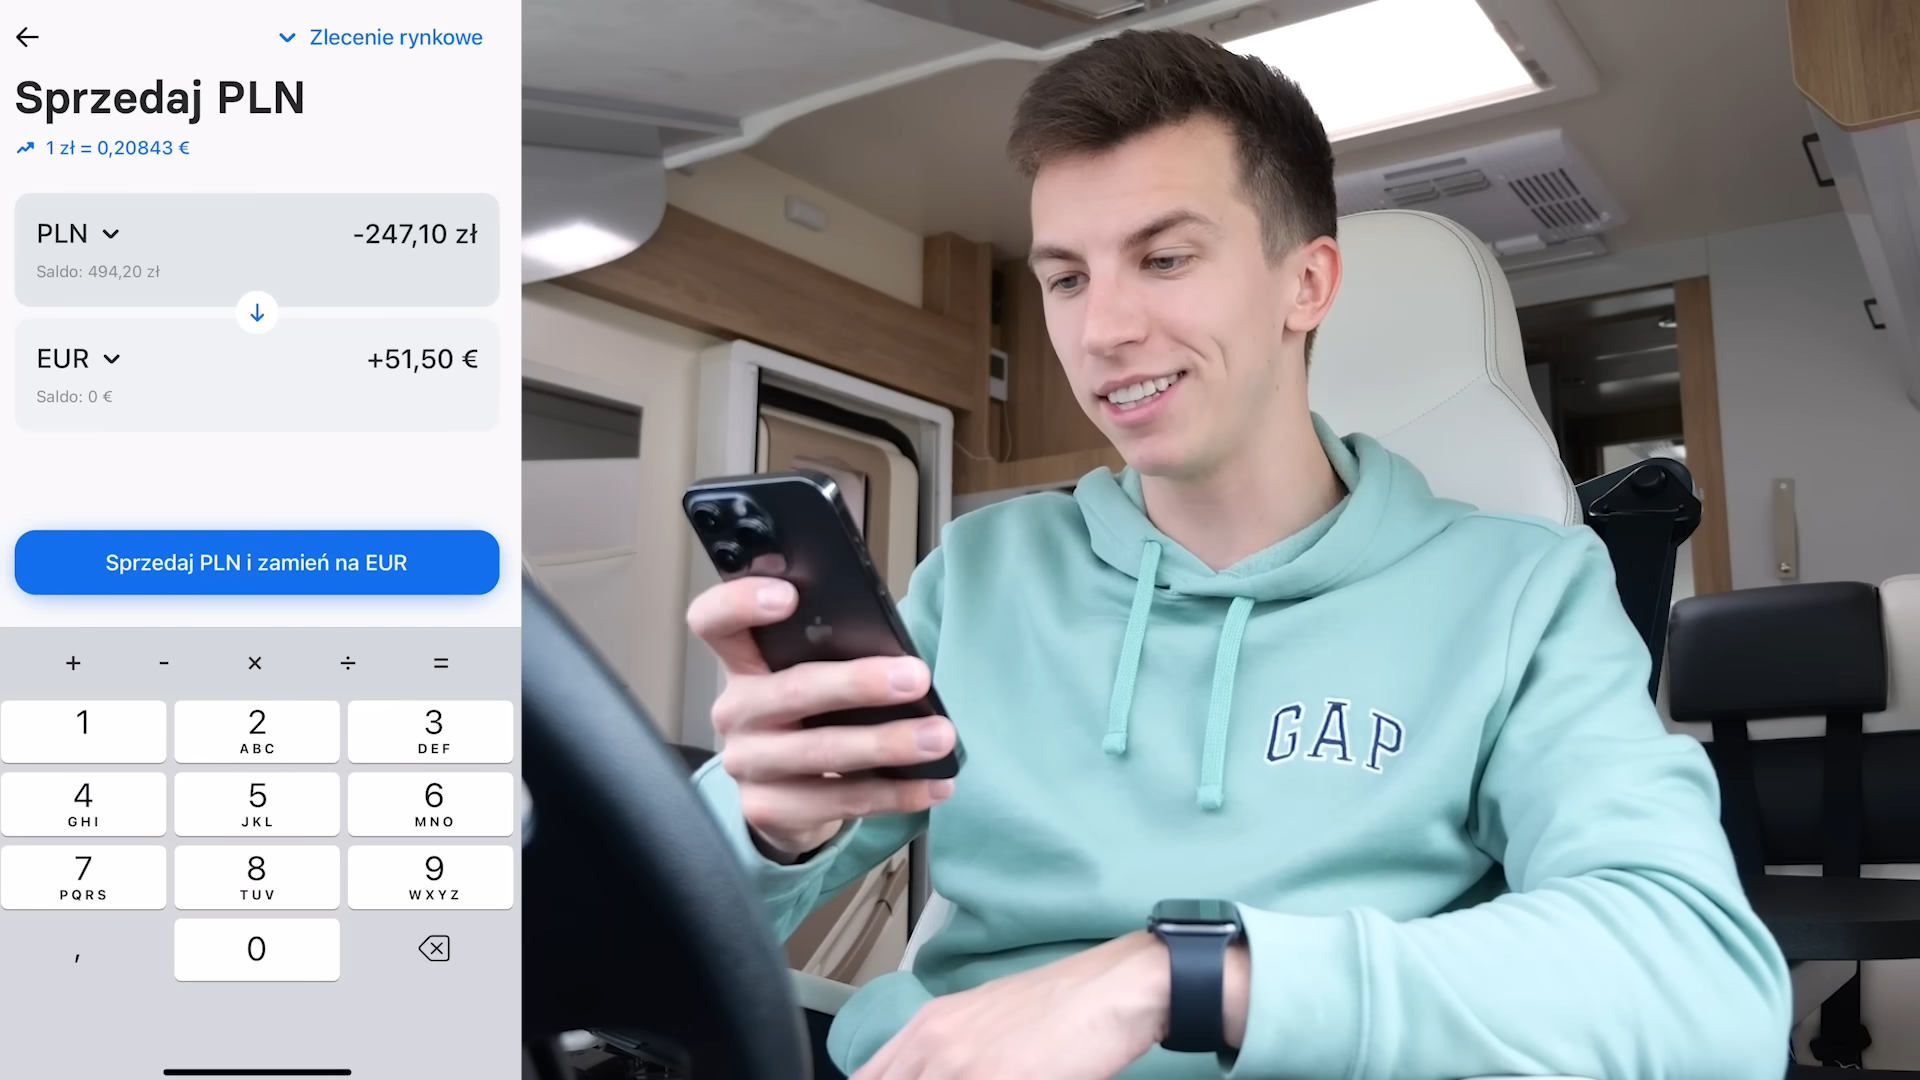 Zlecenie rynkowe
Sprzedaj PLN
1 zł = 0,20843 €
PLN
-247,10 zł
Saldo: 494,20 zł
EUR
+51,50 €
Saldo: 0 €
Sprzedaj PLN i zamień na EUR
+ - × ÷ =
1 2 3
ABC DEF
4 5 6
GHI JKL MNO
7 8 9
PQRS TUV WXYZ
, 0
GAP